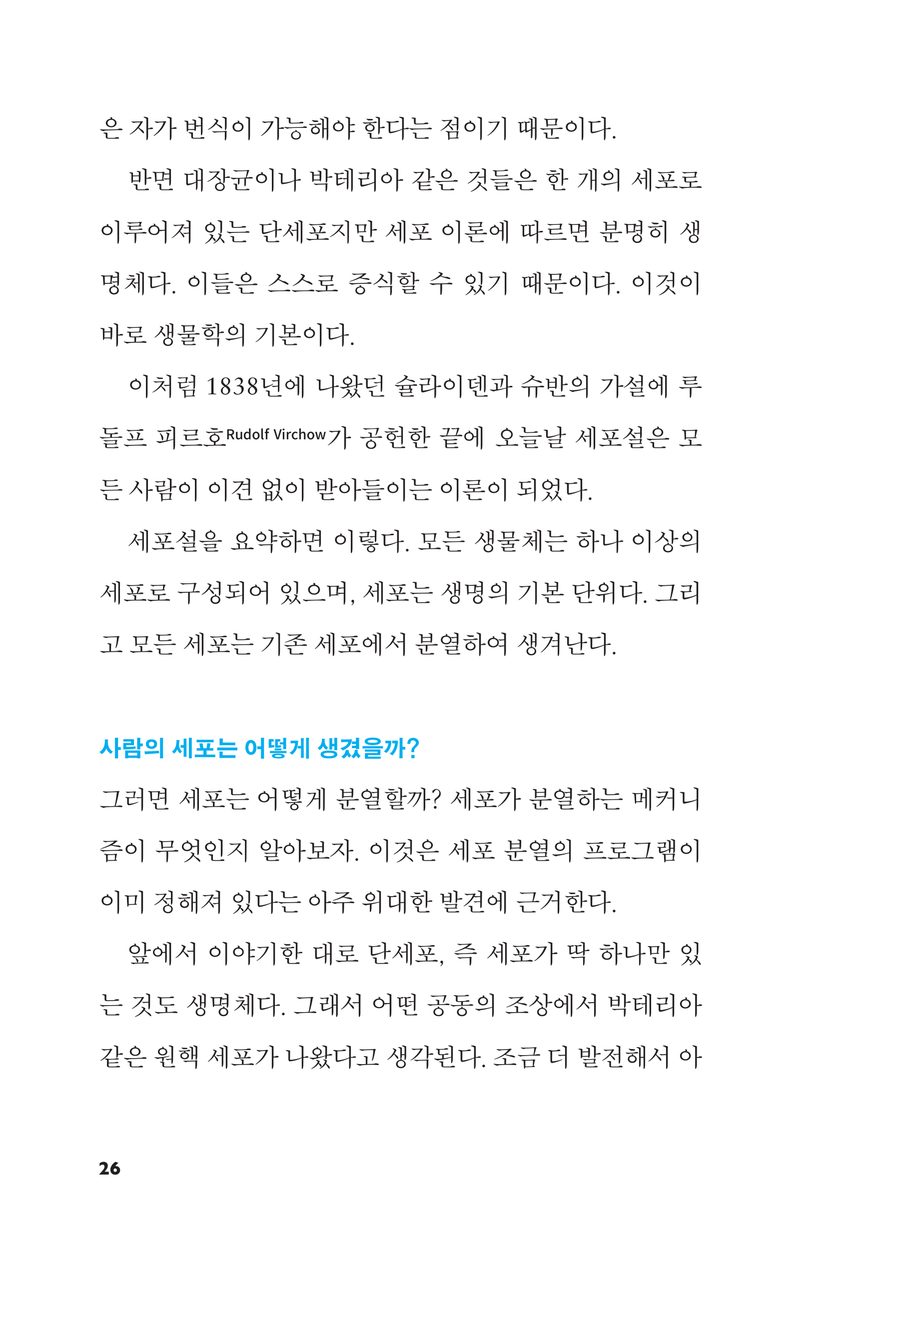 은 자가 번식이 가능해야 한다는 점이기 때문이다.
반면 대장균이나 박테리아 같은 것들은 한 개의 세포로
이루어져 있는 단세포지만 세포 이론에 따르면 분명히 생
명체다. 이들은 스스로 증식할 수 있기 때문이다. 이것이
바로 생물학의 기본이다.
이처럼 1838년에 나왔던 슐라이덴과 슈반의 가설에 루
돌프 피르호Rudolf Virchow가 공헌한 끝에 오늘날 세포설은 모
든 사람이 이견 없이 받아들이는 이론이 되었다.
세포설을 요약하면 이렇다. 모든 생물체는 하나 이상의
세포로 구성되어 있으며, 세포는 생명의 기본 단위다. 그리
고 모든 세포는 기존 세포에서 분열하여 생겨난다.
사람의 세포는 어떻게 생겼을까?
그러면 세포는 어떻게 분열할까? 세포가 분열하는 메커니
즘이 무엇인지 알아보자. 이것은 세포 분열의 프로그램이
이미 정해져 있다는 아주 위대한 발견에 근거한다.
앞에서 이야기한 대로 단세포, 즉 세포가 딱 하나만 있
는 것도 생명체다. 그래서 어떤 공동의 조상에서 박테리아
같은 원핵 세포가 나왔다고 생각된다. 조금 더 발전해서 아
26